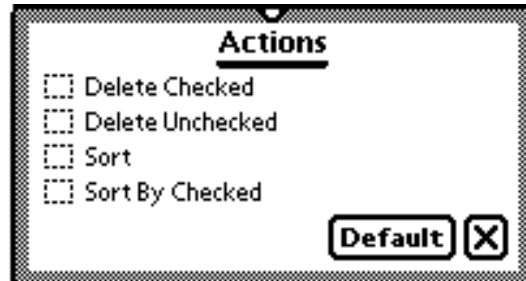 Actions
Delete Checked
Delete Unchecked
Sort
Sort By Checked
Default